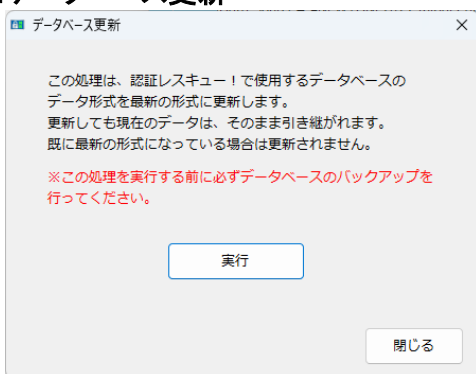 データベース更新
この処理は、認証レスキュー！で使用するデータベースの
データ形式を最新の形式に更新します。
更新しても現在のデータは、そのまま引き継がれます。
既に最新の形式になっている場合は更新されません。
※この処理を実行する前に必ずデータベースのバックアップを
行ってください。
実行
閉じる